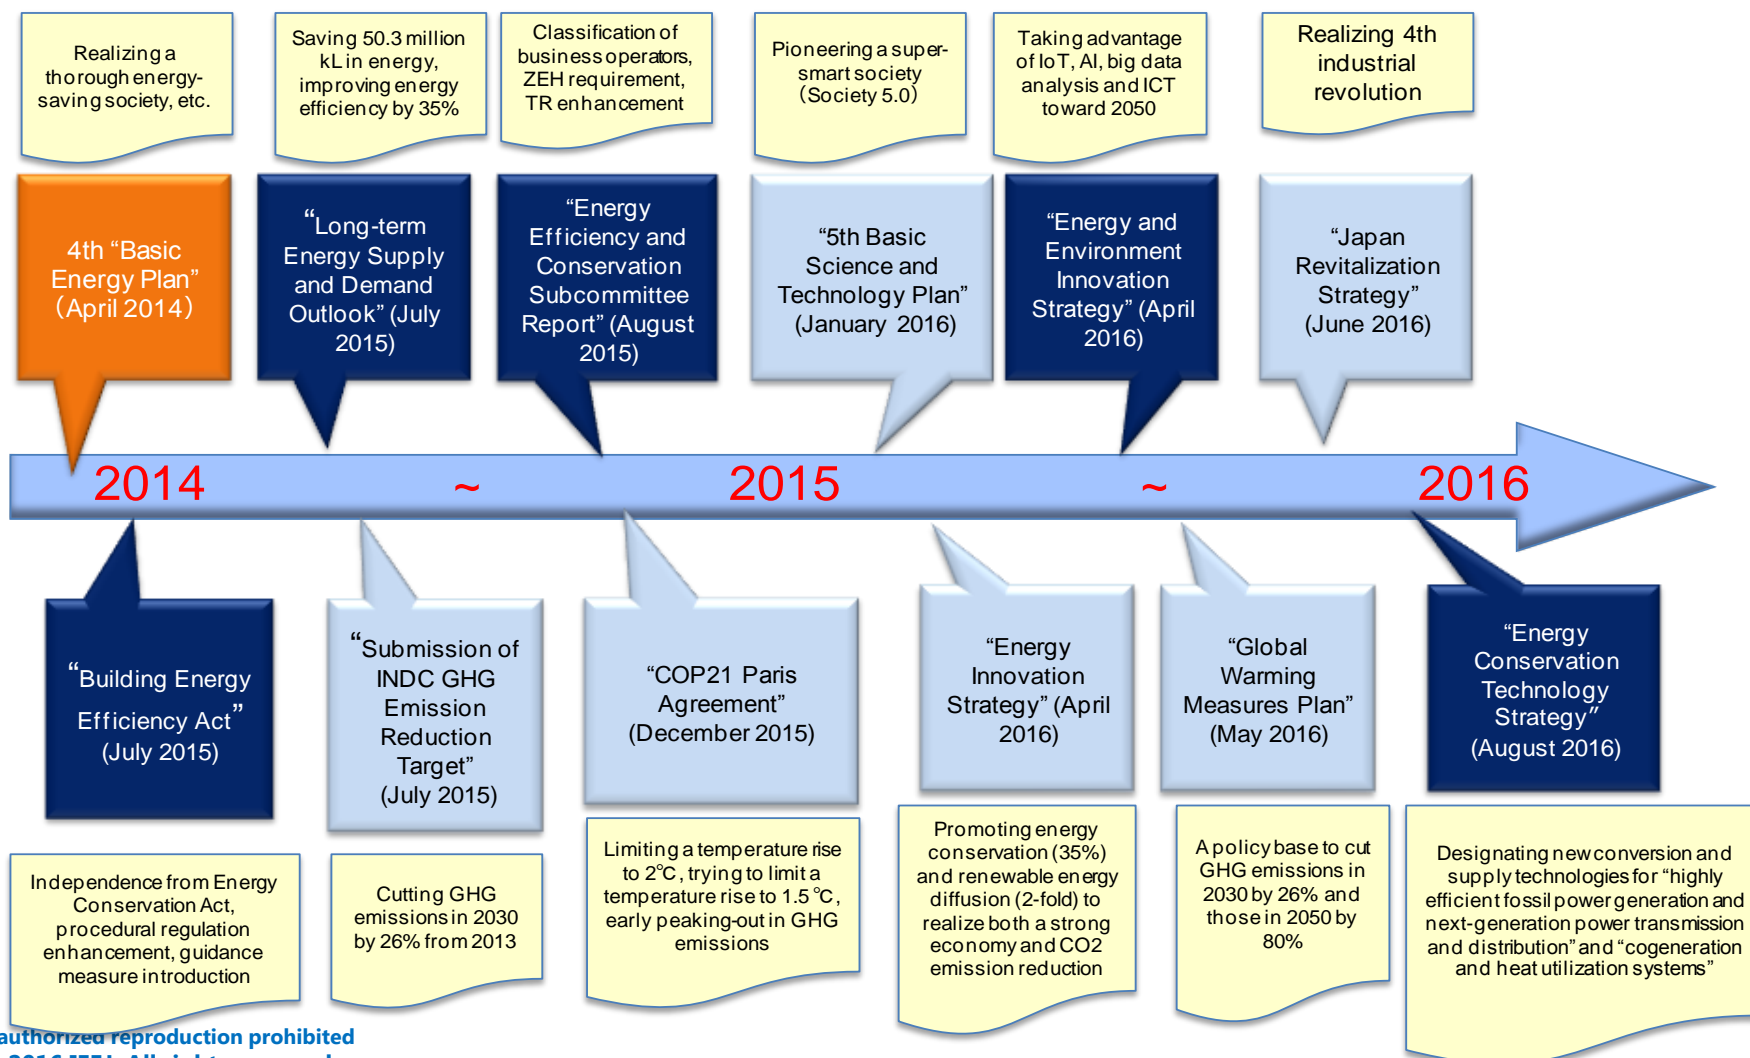 Realizing a
thorough energy-
saving society, etc.
Saving 50.3 million
kL in energy,
improving energy
efficiency by 35%
Classification of
business operators,
ZEH requirement,
TR enhancement
Pioneering a super-
smart society
(Society 5.0)
Taking advantage
of IoT, AI, big data
analysis and ICT
toward 2050
Realizing 4th
industrial
revolution
4th “Basic
Energy Plan”
(April 2014)
“Long-term
Energy Supply
and Demand
Outlook” (July
2015)
“Energy
Efficiency and
Conservation
Subcommittee
Report” (August
2015)
“5th Basic
Science and
Technology Plan”
(January 2016)
“Energy and
Environment
Innovation
Strategy” (April
2016)
“Japan
Revitalization
Strategy”
(June 2016)
2014 ~ 2015 ~ 2016
“Building Energy
Efficiency Act”
(July 2015)
“Submission of
INDC GHG
Emission
Reduction
Target”
(July 2015)
“COP21 Paris
Agreement”
(December 2015)
“Energy
Innovation
Strategy” (April
2016)
“Global
Warming
Measures Plan”
(May 2016)
“Energy
Conservation
Technology
Strategy”
(August 2016)
Independence from Energy
Conservation Act,
procedural regulation
enhancement, guidance
measure introduction
Cutting GHG
emissions in 2030
by 26% from 2013
Limiting a temperature rise
to 2℃, trying to limit a
temperature rise to 1.5 ℃,
early peaking-out in GHG
emissions
Promoting energy
conservation (35%)
and renewable energy
diffusion (2-fold) to
realize both a strong
economy and CO2
emission reduction
A policy base to cut
GHG emissions in
2030 by 26% and
those in 2050 by
80%
Designating new conversion and
supply technologies for “highly
efficient fossil power generation and
next-generation power transmission
and distribution” and “cogeneration
and heat utilization systems”
authorized reproduction prohibited